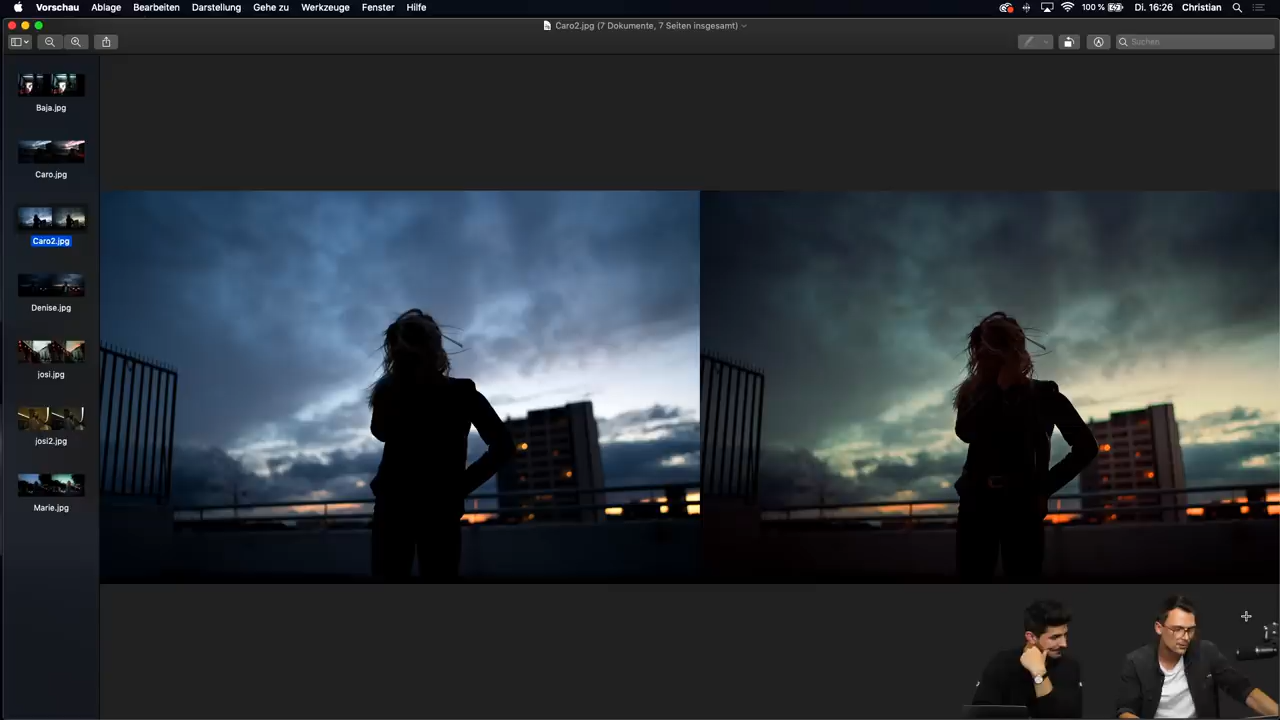 Vorschau Ablage Bearbeiten Darstellung Gehe zu Werkzeuge Fenster Hilfe 100 % Di. 16:26 Christian
Caro2.jpg (7 Dokumente, 7 Seiten insgesamt)
Suchen
Baja.jpg
Caro.jpg
Caro2.jpg
Denise.jpg
josi.jpg
josi2.jpg
Marie.jpg